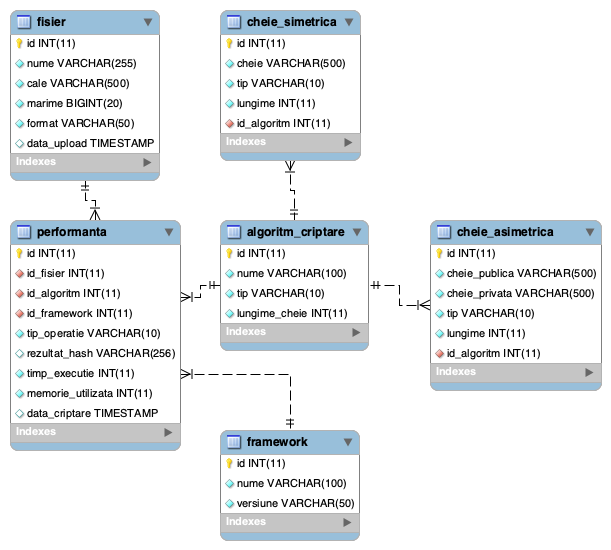 fisier
id INT(11)
nume VARCHAR(255)
cale VARCHAR(500)
marime BIGINT(20)
format VARCHAR(50)
data_upload TIMESTAMP
Indexes
cheie_simetrica
id INT(11)
cheie VARCHAR(500)
tip VARCHAR(10)
lungime INT(11)
id_algoritm INT(11)
Indexes
performanta
id INT(11)
id_fisier INT(11)
id_algoritm INT(11)
id_framework INT(11)
tip_operatie VARCHAR(10)
rezultat_hash VARCHAR(256)
timp_executie INT(11)
memorie_utilizata INT(11)
data_criptare TIMESTAMP
Indexes
algoritm_criptare
id INT(11)
nume VARCHAR(100)
tip VARCHAR(10)
lungime_cheie INT(11)
Indexes
cheie_asimetrica
id INT(11)
cheie_publica VARCHAR(500)
cheie_privata VARCHAR(500)
tip VARCHAR(10)
lungime INT(11)
id_algoritm INT(11)
Indexes
framework
id INT(11)
nume VARCHAR(100)
versiune VARCHAR(50)
Indexes